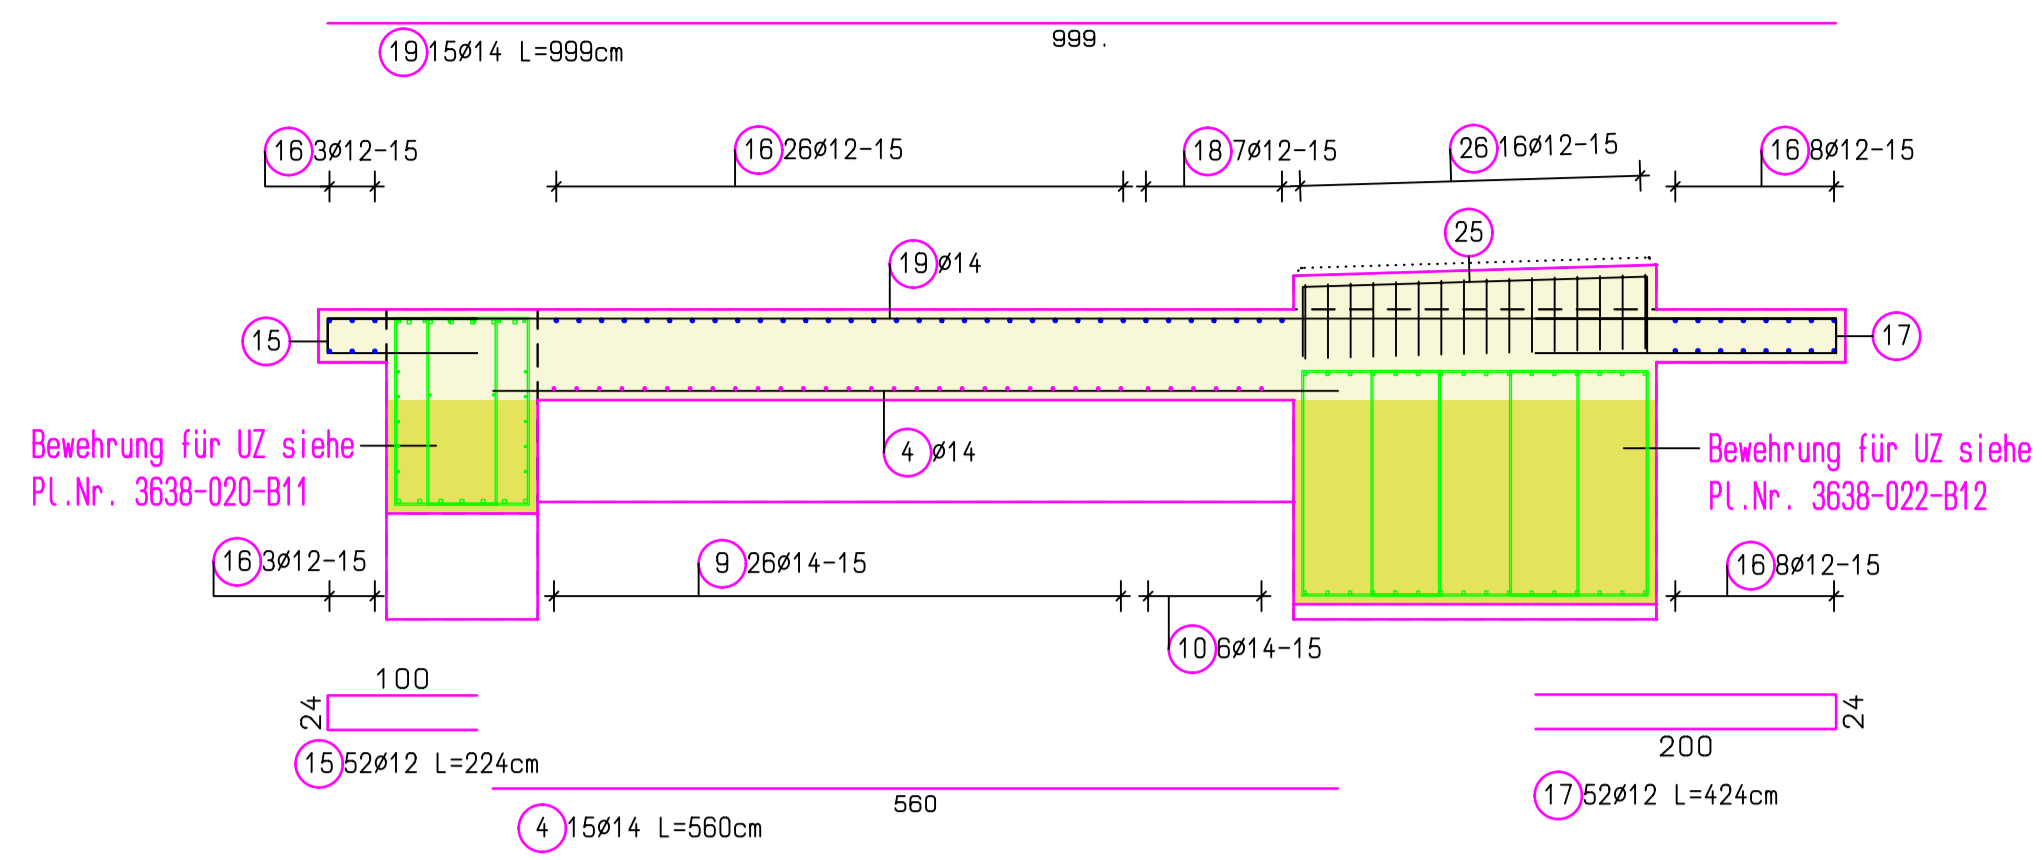 999.
19 15ø14 L=999cm
16 3ø12-15
16 26ø12-15
18 7ø12-15
26 16ø12-15
16 8ø12-15
25
19 ø14
15
17
Bewehrung für UZ siehe
Pl.Nr. 3638-020-B11
4 ø14
Bewehrung für UZ siehe
Pl.Nr. 3638-022-B12
16 3ø12-15
9 26ø14-15
16 8ø12-15
10 6ø14-15
100
24
15 52ø12 L=224cm
24
200
17 52ø12 L=424cm
560
4 15ø14 L=560cm